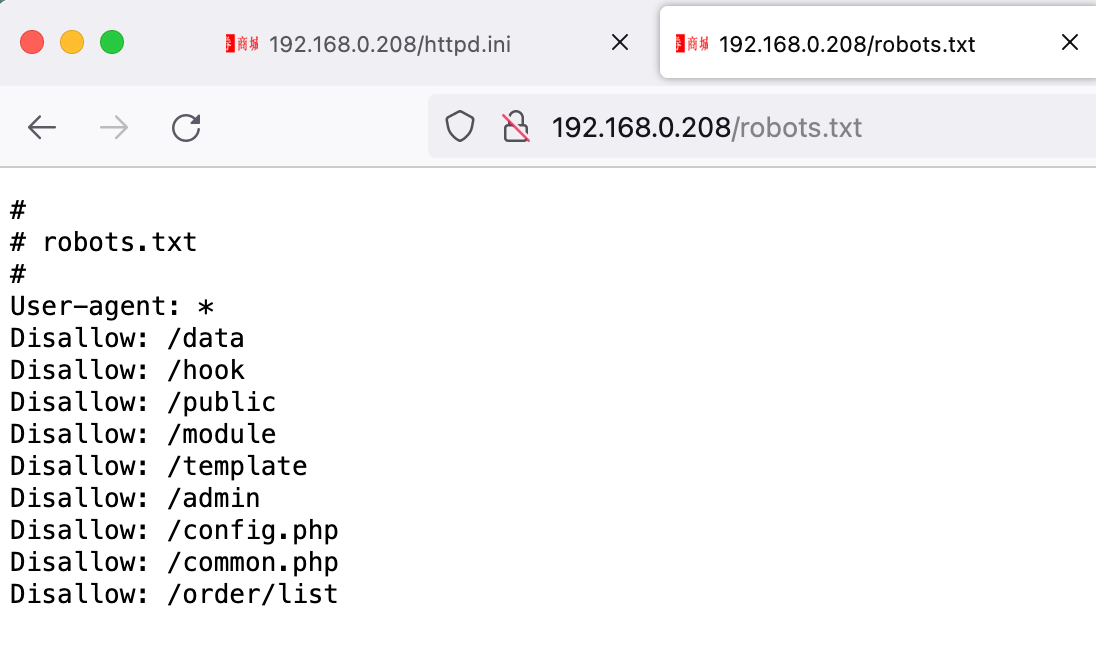 商城 192.168.0.208/httpd.ini
商城 192.168.0.208/robots.txt
192.168.0.208/robots.txt
#
# robots.txt
#
User-agent: *
Disallow: /data
Disallow: /hook
Disallow: /public
Disallow: /module
Disallow: /template
Disallow: /admin
Disallow: /config.php
Disallow: /common.php
Disallow: /order/list